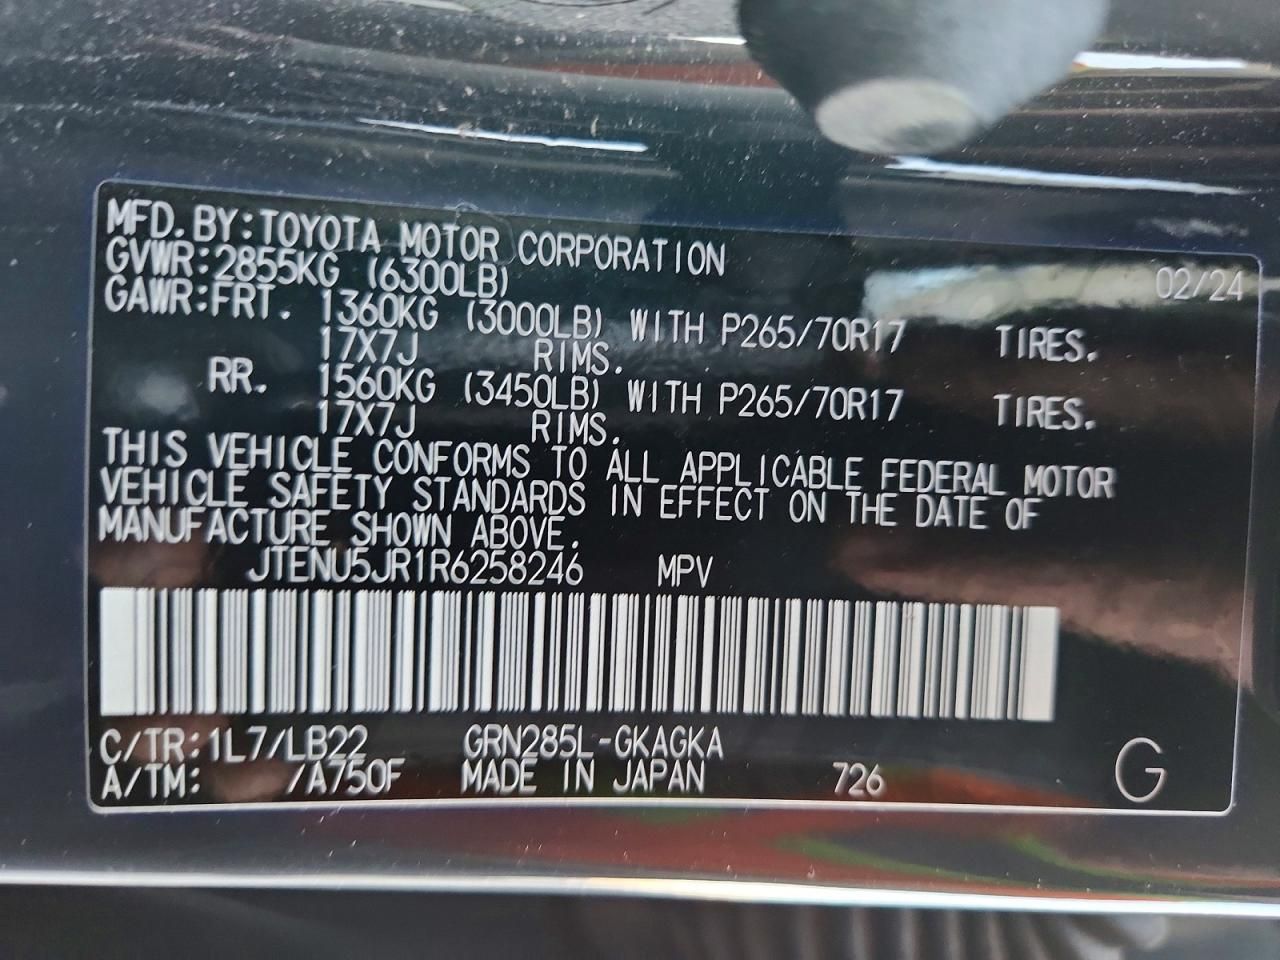 MFD. BY: TOYOTA MOTOR CORPORATION 02/24
GVWR: 2855KG (6300LB)
GAWR: FRT. 1360KG (3000LB) WITH P265/70R17 TIRES.
17X7J RIMS.
RR. 1560KG (3450LB) WITH P265/70R17 TIRES.
17X7J RIMS.
THIS VEHICLE CONFORMS TO ALL APPLICABLE FEDERAL MOTOR
VEHICLE SAFETY STANDARDS IN EFFECT ON THE DATE OF
MANUFACTURE SHOWN ABOVE.
JTENU5JR1R6258246 MPV
C/TR: 1L7/LB22 GRN285L-GKAGKA
A/TM: /A750F MADE IN JAPAN 726 G